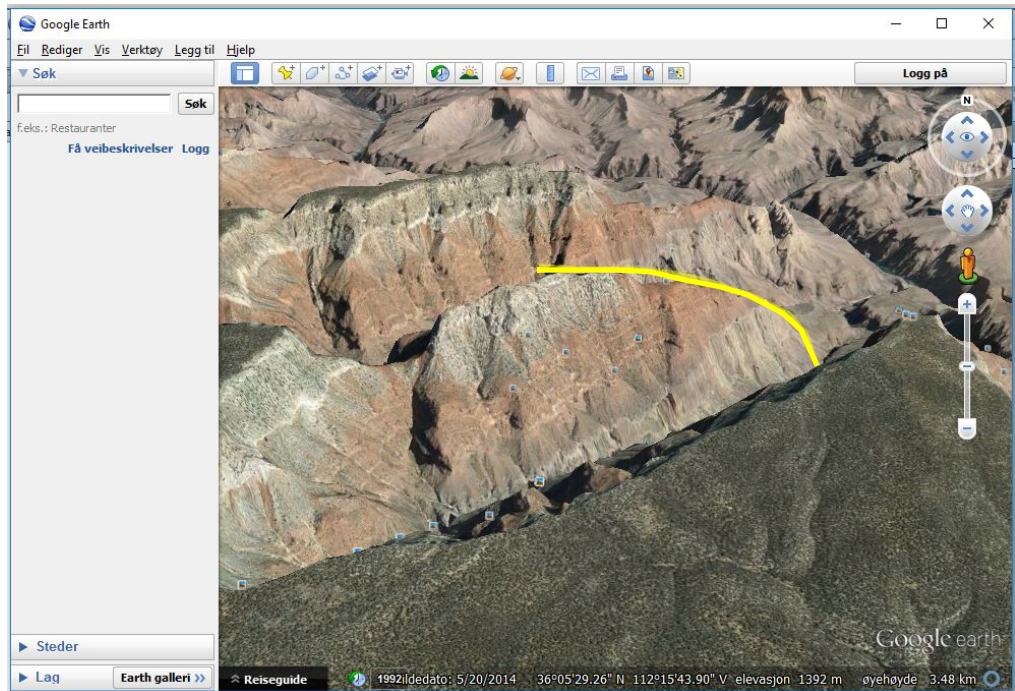 Google Earth
Fil Rediger Vis Verktøy Legg til Hjelp
Søk
Logg på
Søk
f.eks.: Restauranter
Få veibeskrivelser Logg
N
Steder
Lag Earth galleri >>
Google earth
Reiseguide 1992 ildedato: 5/20/2014 36°05'29.26" N 112°15'43.90" V elevasjon 1392 m øyehøyde 3.48 km